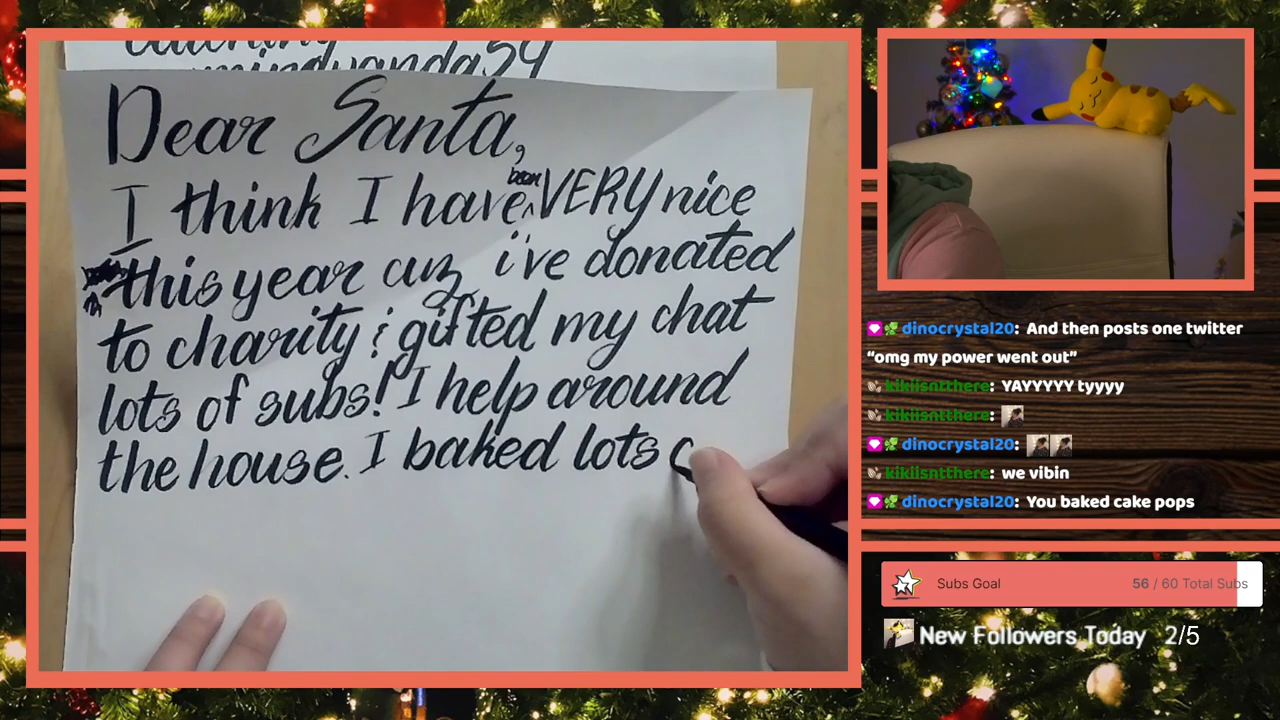 Dear Santa,
I think I have been VERY nice
this year cuz i've donated
to charity & gifted my chat
lots of subs! I help around
the house. I baked lots
dinocrystal20: And then posts one twitter
“omg my power went out”
kikiisntthere: YAYYYYY tyyyy
kikiisntthere:
dinocrystal20:
kikiisntthere: we vibin
dinocrystal20: You baked cake pops
Subs Goal 56 / 60 Total Subs
New Followers Today 2/5